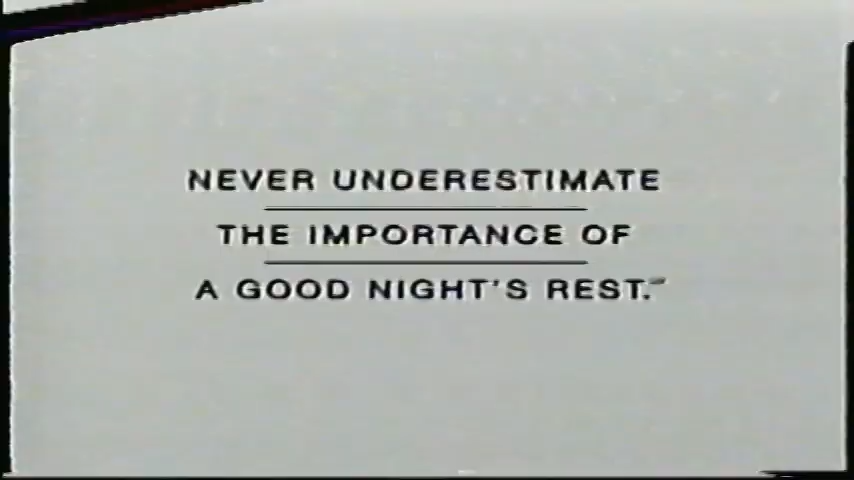 NEVER UNDERESTIMATE
THE IMPORTANCE OF
A GOOD NIGHT'S REST.